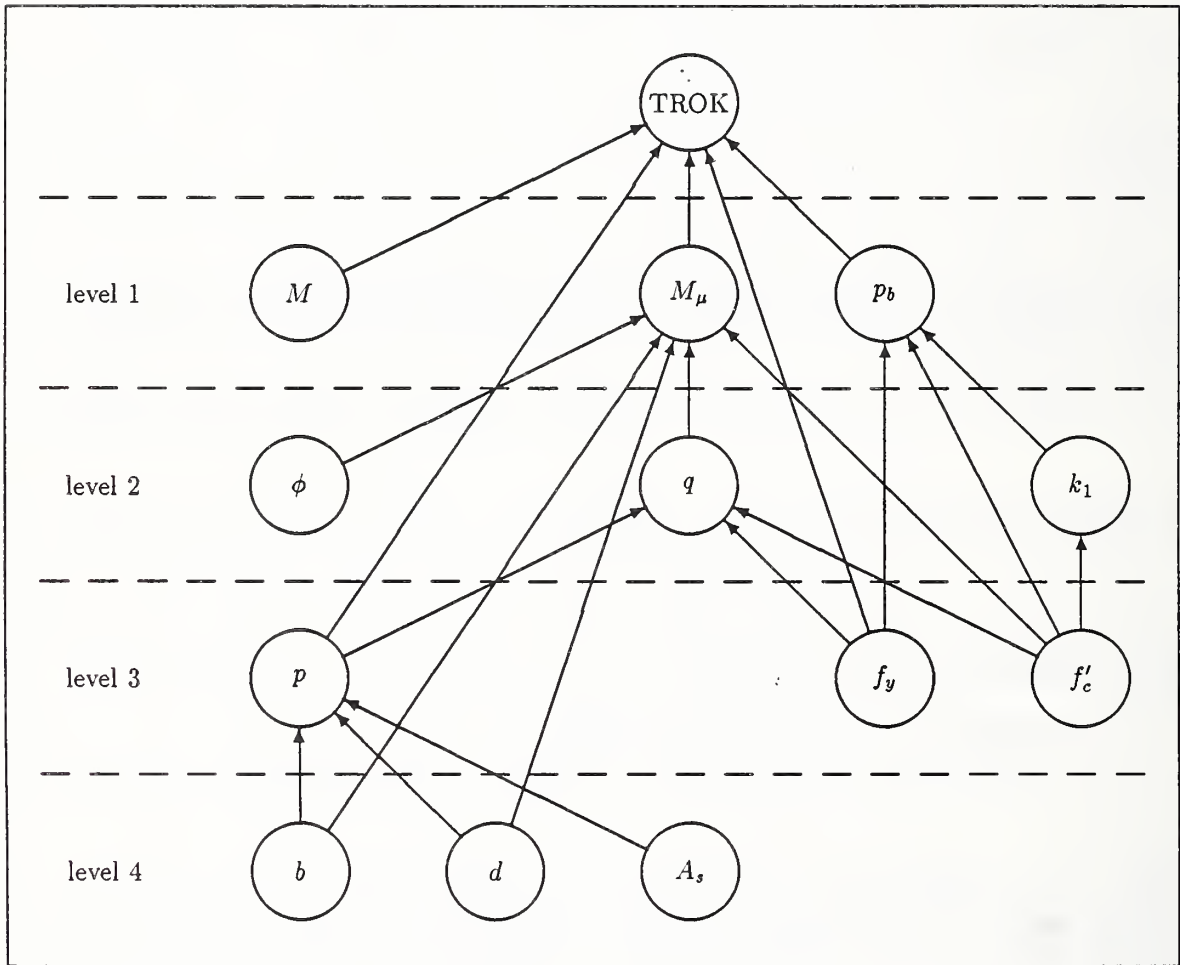 TROK
level 1 M M_μ p_b
level 2 ϕ q k_1
level 3 p f_y f'_c
level 4 b d A_s